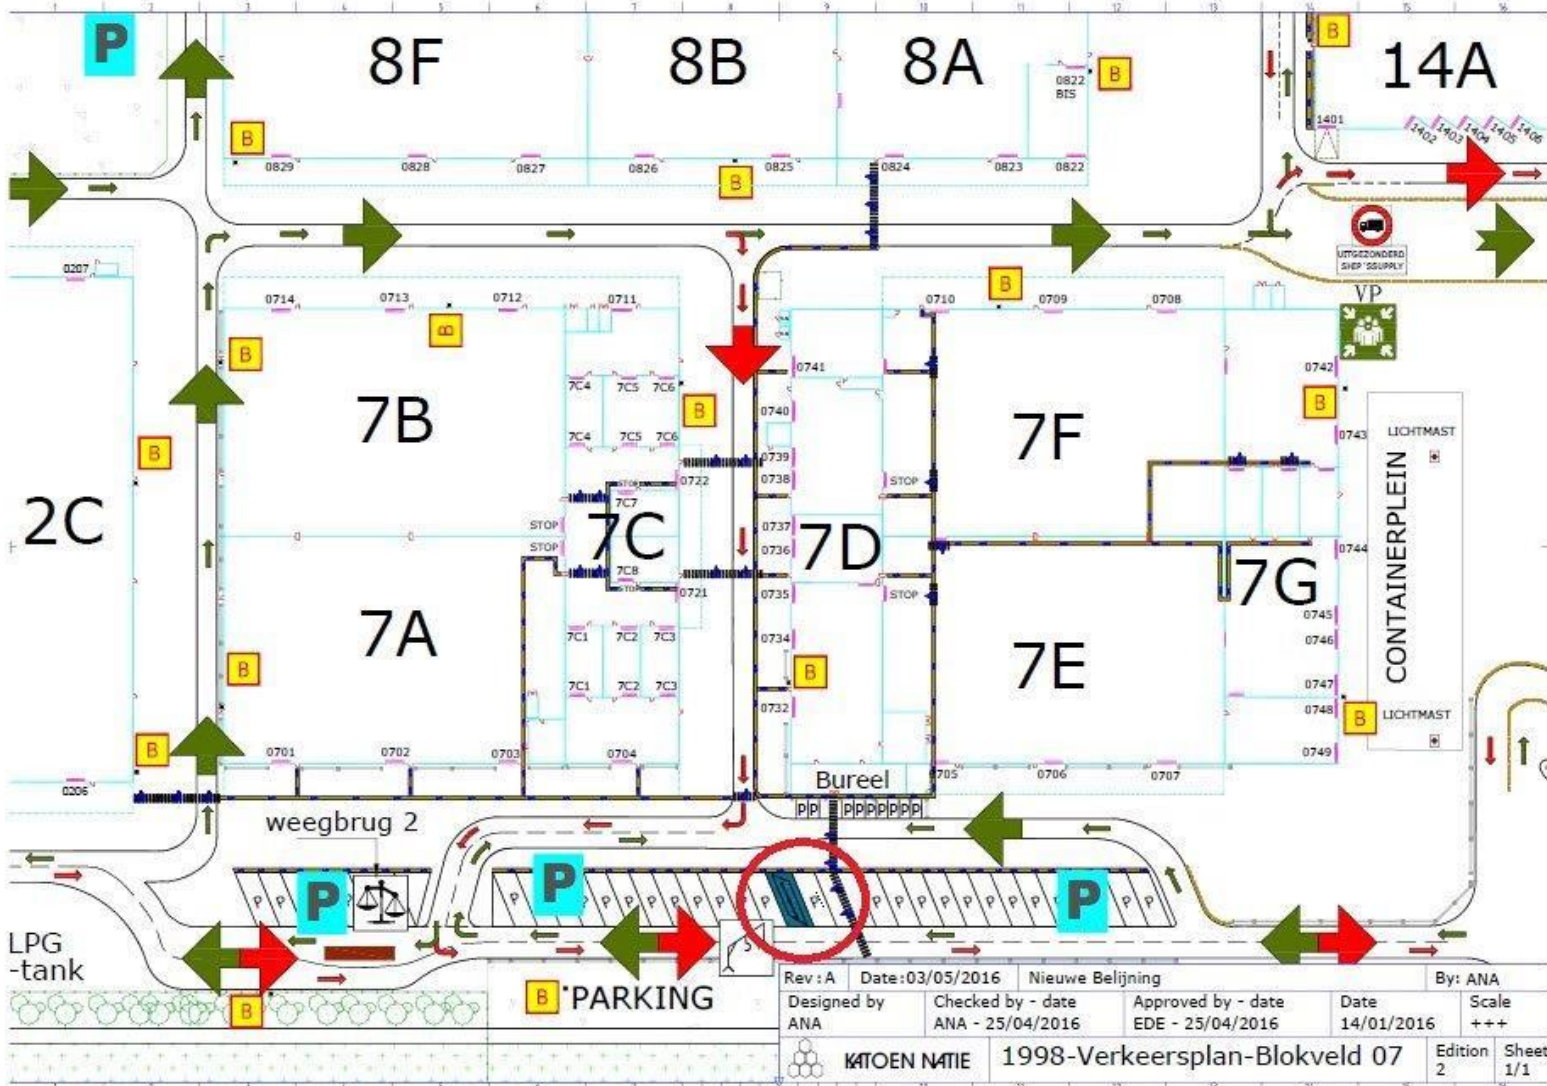 P
8F
8B
8A
14A
B
B
B
B
0822
BIS
1401
1402
1403
1404
1405
1406
0829
0828
0827
0826
0825
0824
0823
0822
UITGEZONDERD
SHIP'SSUPPLY
VP
0207
0714
0713
0712
0711
0710
0709
0708
B
B
B
B
0741
0742
7C4
7C5
7C6
B
0740
B
0743
LICHTMAST
7B
7F
7C4
7C5
7C6
B
0739
0738
0722
STOP
STOP
7C7
2C
STOP
STOP
7C
0737
0736
7D
0744
CONTAINERPLEIN
7C8
STOP
0721
0735
STOP
7G
7A
7C1
7C2
7C3
0734
7E
0745
0746
B
B
7C1
7C2
7C3
0732
0747
0748
B
LICHTMAST
B
0701
0702
0703
0704
0705
0706
0707
0749
0206
Bureel
PP
PPPPPPP
weegbrug 2
P
P
P
LPG
-tank
B
B
PARKING
Rev:A Date:03/05/2016 Nieuwe Belijning By: ANA
Designed by
ANA
Checked by - date
ANA - 25/04/2016
Approved by - date
EDE - 25/04/2016
Date
14/01/2016
Scale
+++
KATOEN NATIE
1998-Verkeersplan-Blokveld 07
Edition
2
Sheet
1/1